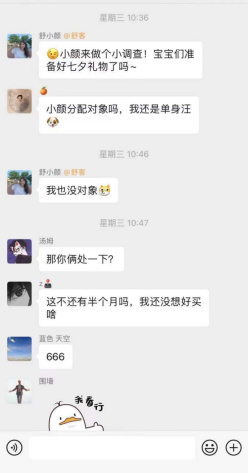 星期三 10:36
舒小颜 @舒客
小颜来做个小调查！宝宝们准
备好七夕礼物了吗~
小颜分配对象吗，我还是单身汪
星期三 10:46
舒小颜 @舒客
我也没对象
星期三 10:47
汤姆
那你俩处一下？
z
这不还有半个月吗，我还没想好买
啥
蓝色 天空
666
围墙
我看行